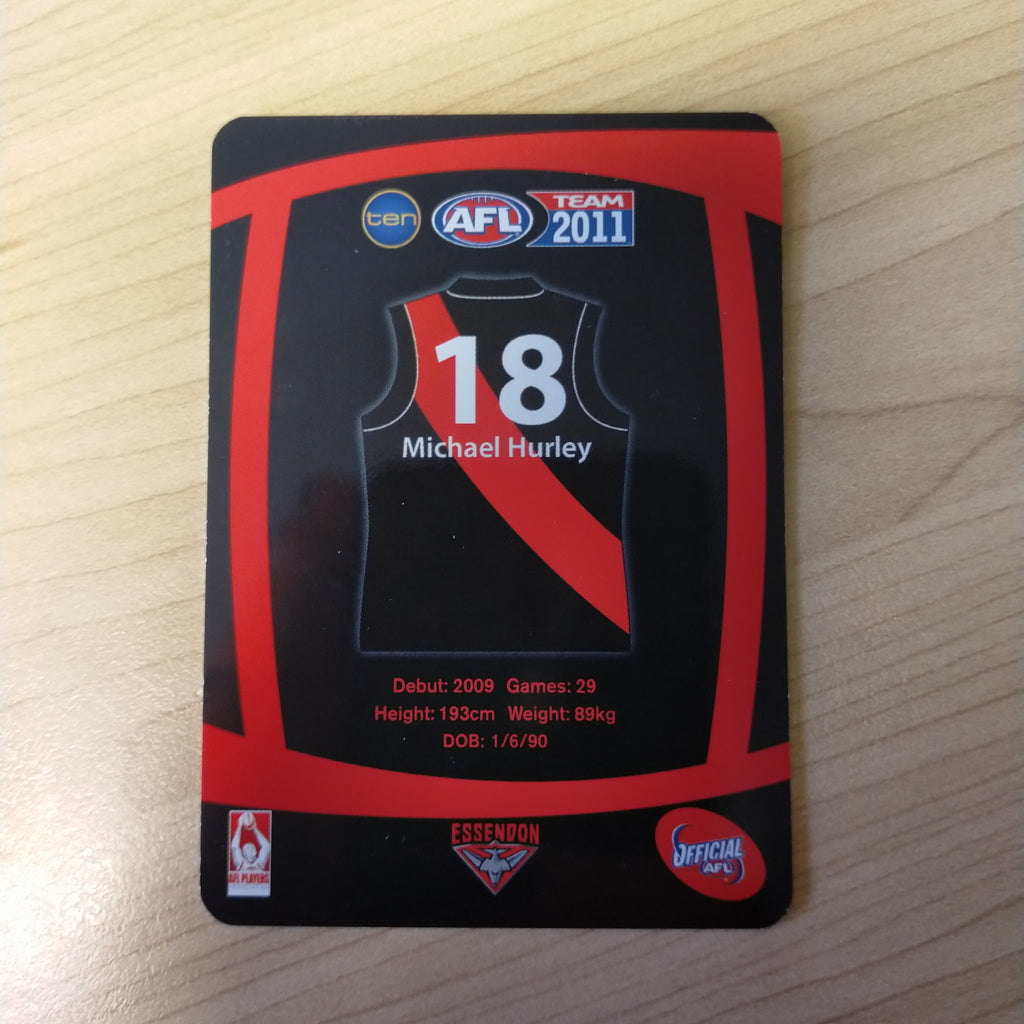 ten AFL TEAM 2011
18
Michael Hurley
Debut: 2009 Games: 29
Height: 193cm Weight: 89kg
DOB: 1/6/90
AFL PLAYERS
ESSENDON
OFFICIAL
AFL